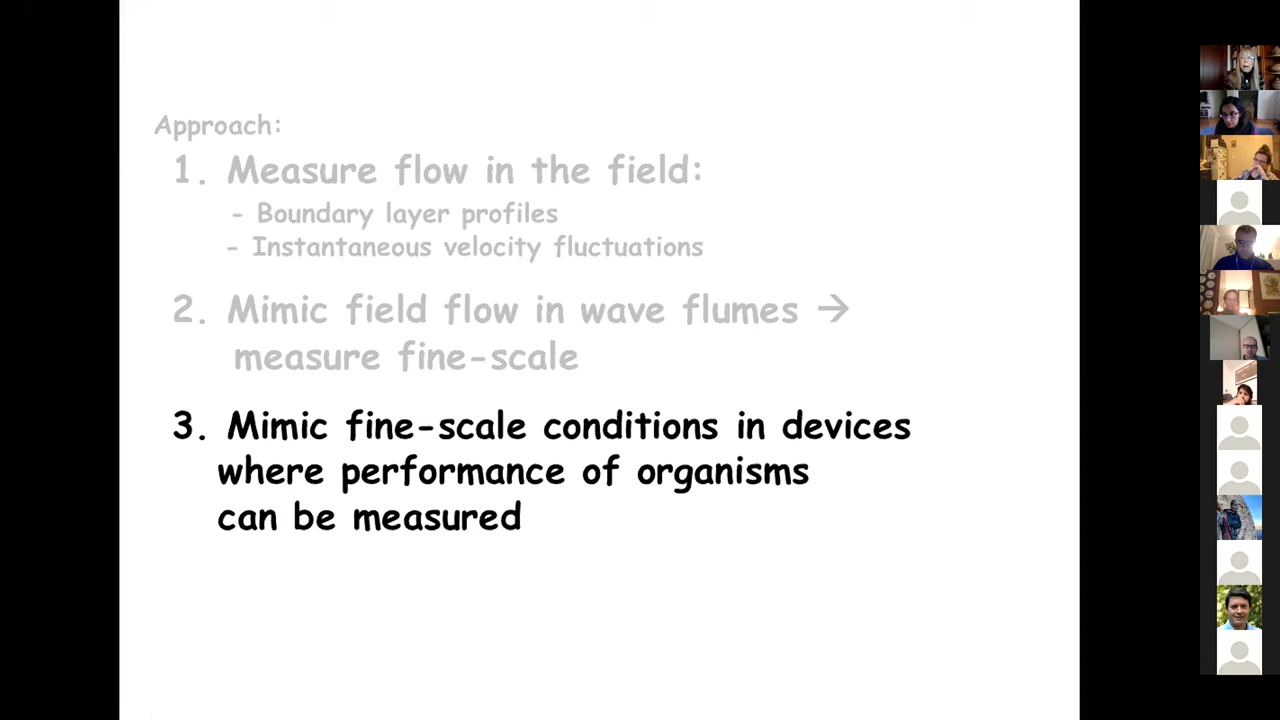 Approach:
1. Measure flow in the field:
- Boundary layer profiles
- Instantaneous velocity fluctuations
2. Mimic field flow in wave flumes →
measure fine-scale
3. Mimic fine-scale conditions in devices
where performance of organisms
can be measured